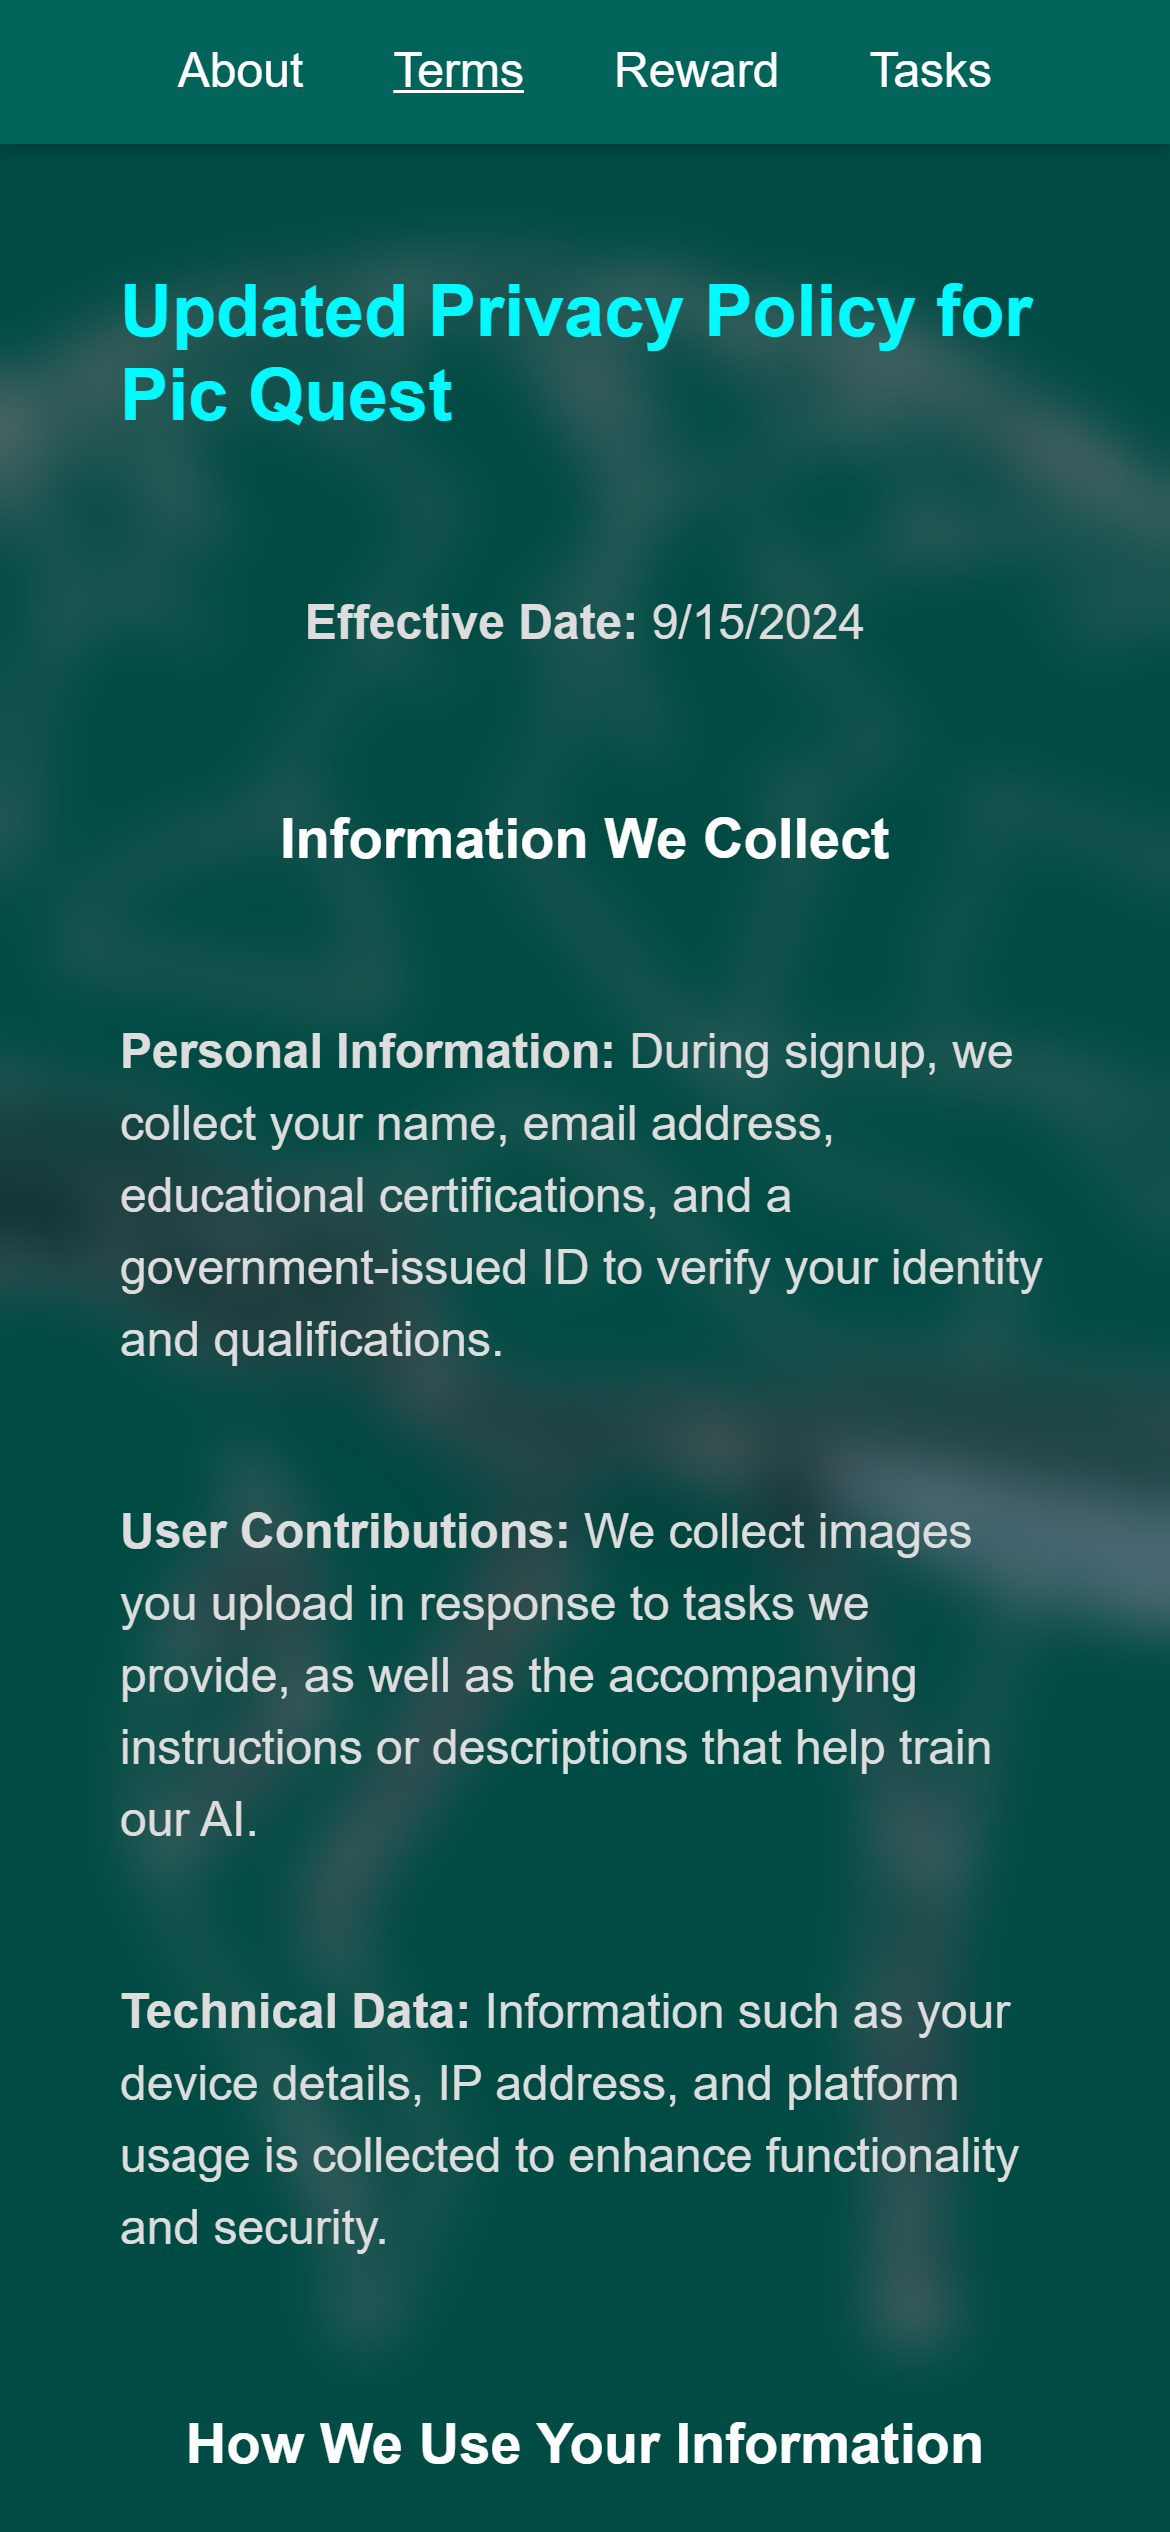 About Terms Reward Tasks
Updated Privacy Policy for
Pic Quest
Effective Date: 9/15/2024
Information We Collect
Personal Information: During signup, we
collect your name, email address,
educational certifications, and a
government-issued ID to verify your identity
and qualifications.
User Contributions: We collect images
you upload in response to tasks we
provide, as well as the accompanying
instructions or descriptions that help train
our AI.
Technical Data: Information such as your
device details, IP address, and platform
usage is collected to enhance functionality
and security.
How We Use Your Information